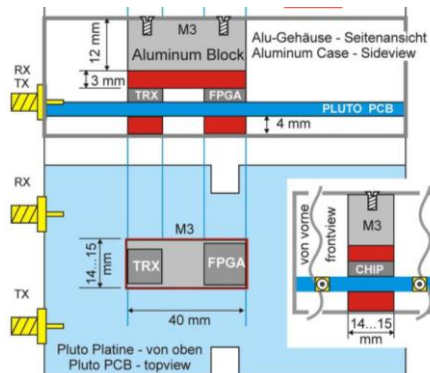 M3
Aluminum Block
12 mm
3 mm
Alu-Gehäuse - Seitenansicht
Aluminum Case - Sideview
RX
TX
TRX
FPGA
PLUTO PCB
4 mm
RX
M3
TRX
FPGA
14...15
mm
40 mm
TX
Pluto Platine - von oben
Pluto PCB - topview
von vorne
frontview
M3
CHIP
14...15
mm